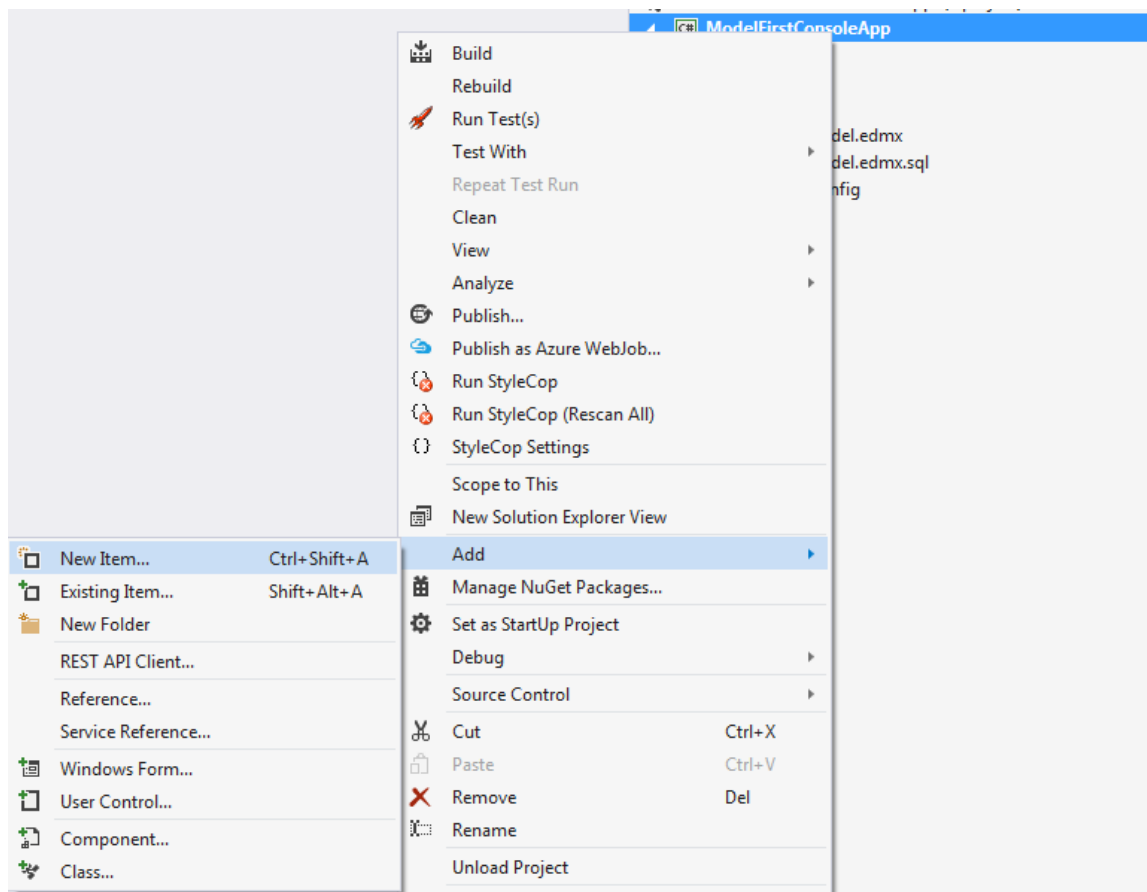 C# ModelFirstConsoleApp
Build
Rebuild
Run Test(s)
del.edmx
Test With
del.edmx.sql
Repeat Test Run
nfig
Clean
View
Analyze
Publish...
Publish as Azure WebJob...
Run StyleCop
Run StyleCop (Rescan All)
{} StyleCop Settings
Scope to This
New Solution Explorer View
Add
Manage NuGet Packages...
Set as StartUp Project
Debug
Source Control
Cut Ctrl+X
Paste Ctrl+V
Remove Del
Rename
Unload Project
New Item... Ctrl+Shift+A
Existing Item... Shift+Alt+A
New Folder
REST API Client...
Reference...
Service Reference...
Windows Form...
User Control...
Component...
Class...